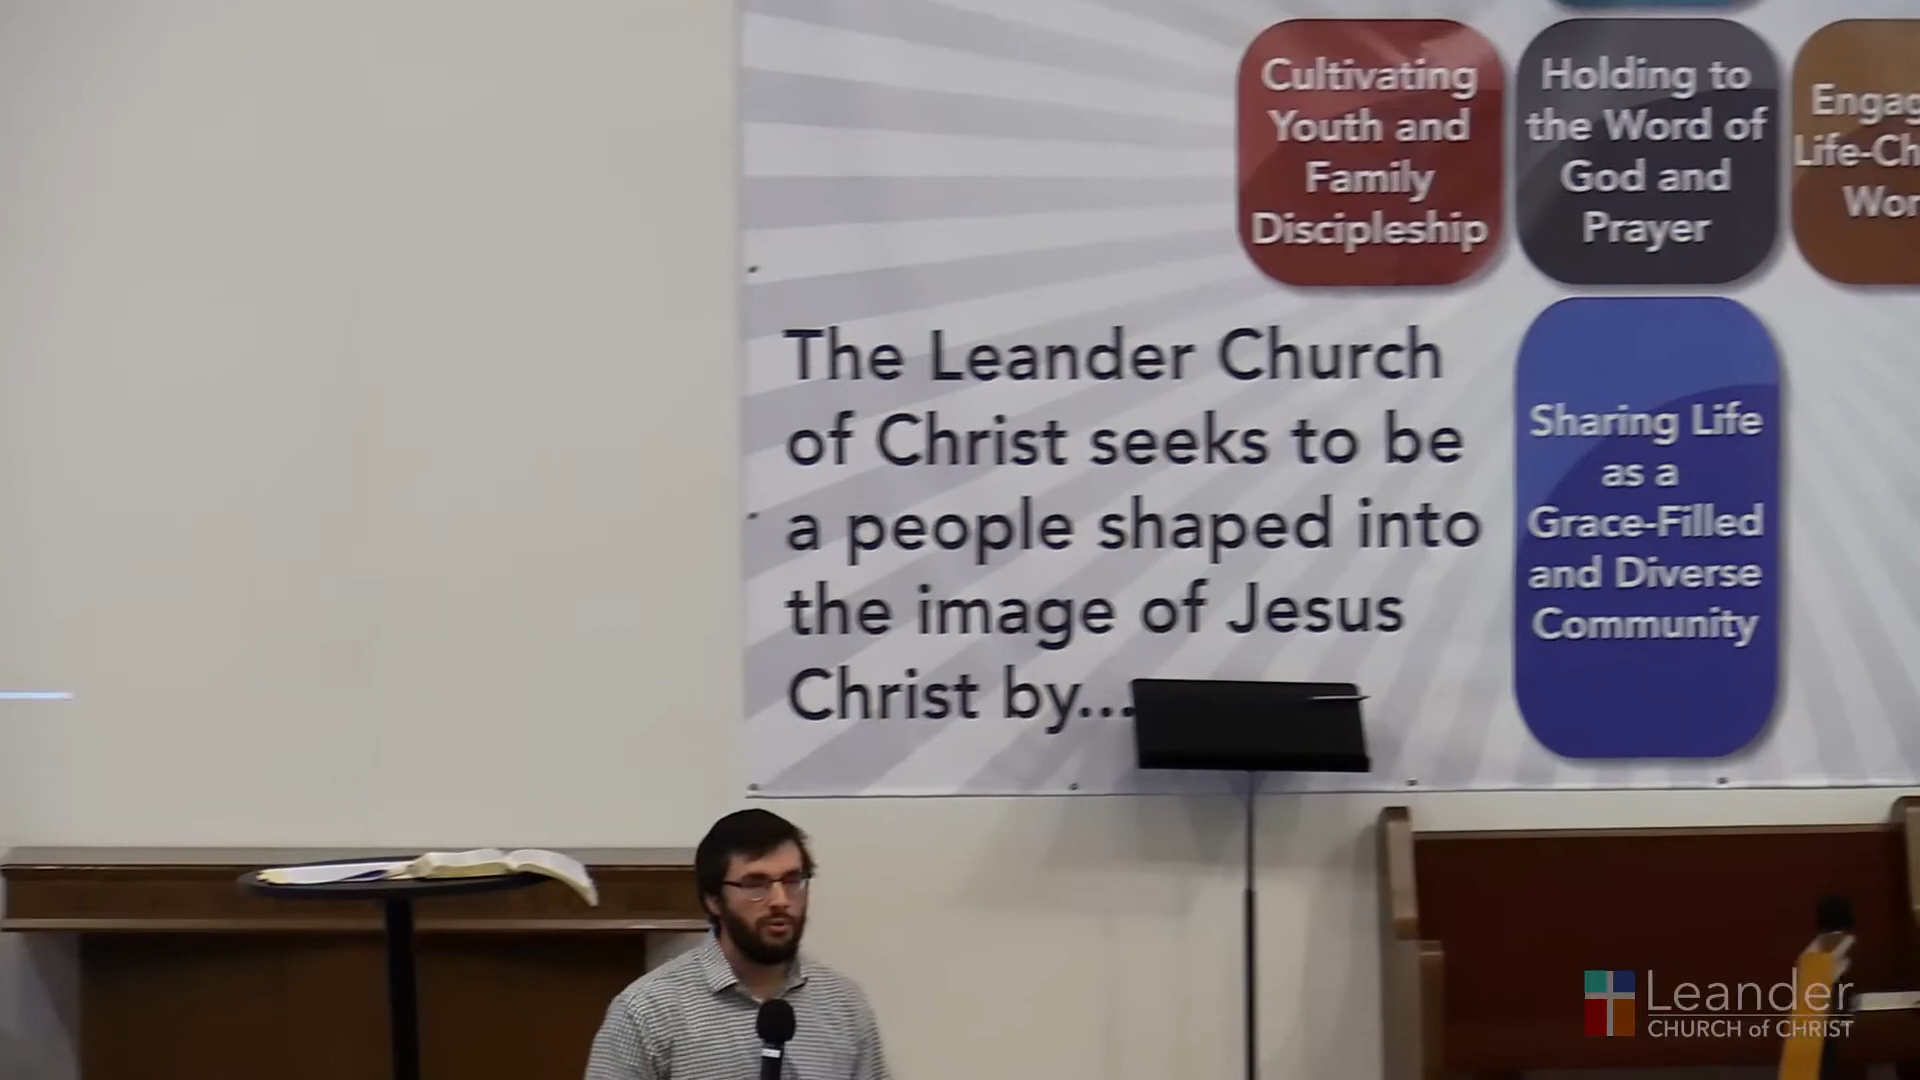 Cultivating
Youth and
Family
Discipleship
Holding to
the Word of
God and
Prayer
The Leander Church
of Christ seeks to be
a people shaped into
the image of Jesus
Christ by...
Sharing Life
as a
Grace-Filled
and Diverse
Community
Leander
CHURCH of CHRIST